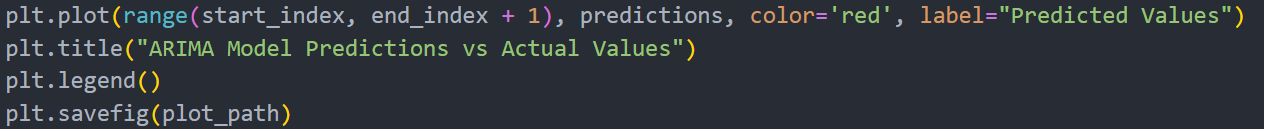 plt.plot(range(start_index, end_index + 1), predictions, color='red', label="Predicted Values")
plt.title("ARIMA Model Predictions vs Actual Values")
plt.legend()
plt.savefig(plot_path)